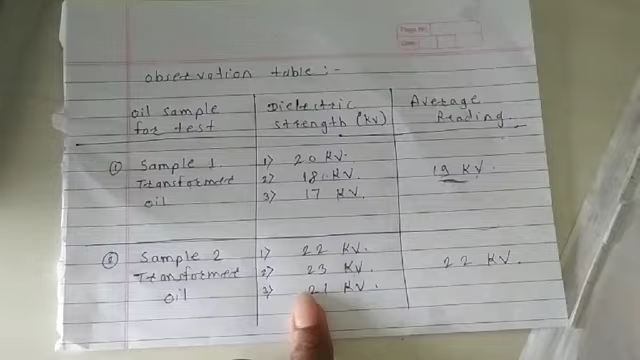 Page No.
Date
Observation table :-
oil sample for test
Dielectric strength (KV)
Average Reading
① Sample 1 Transformer oil
1) 20 KV.
2) 18 KV.
3) 17 KV.
19 KV.
② Sample 2 Transformer oil
1) 22 KV.
2) 23 KV.
3) 21 KV.
22 KV.